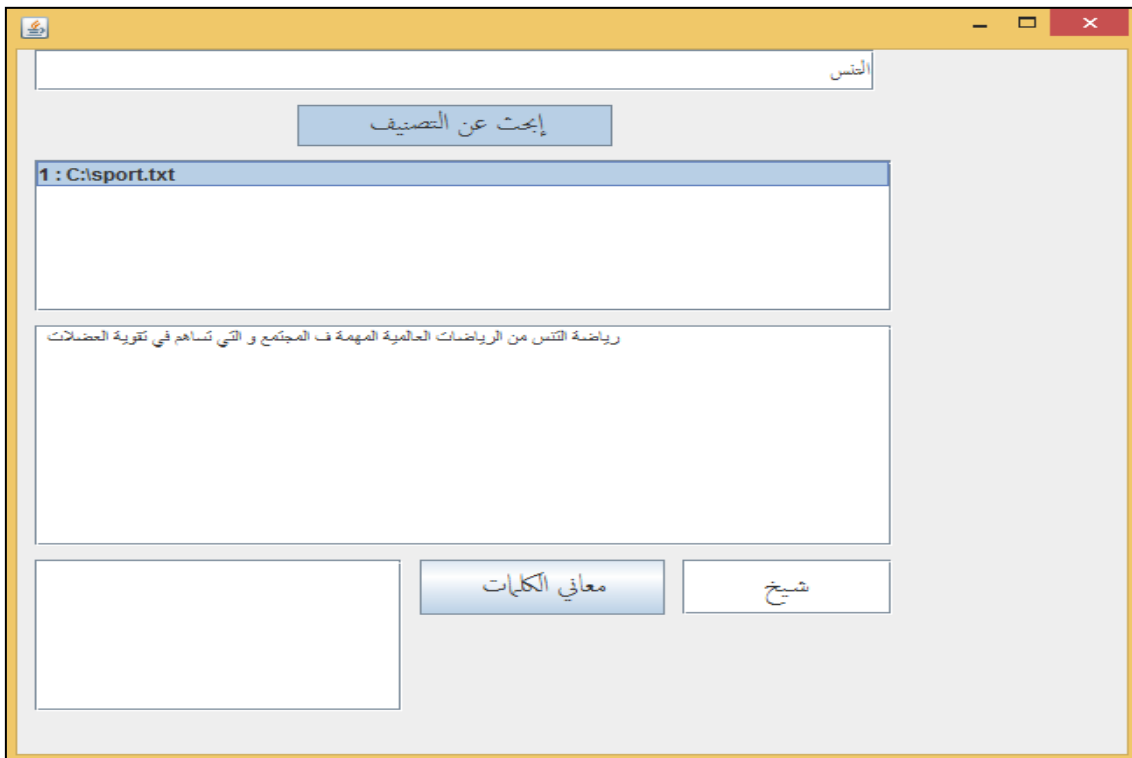 التنس
إبحث عن التصنيف
1 : C:\sport.txt
رياضة التنس من الرياضات العالمية المهمة ف المجتمع و التي تساهم في تقوية العضلات
شيخ
معاني الكلمات